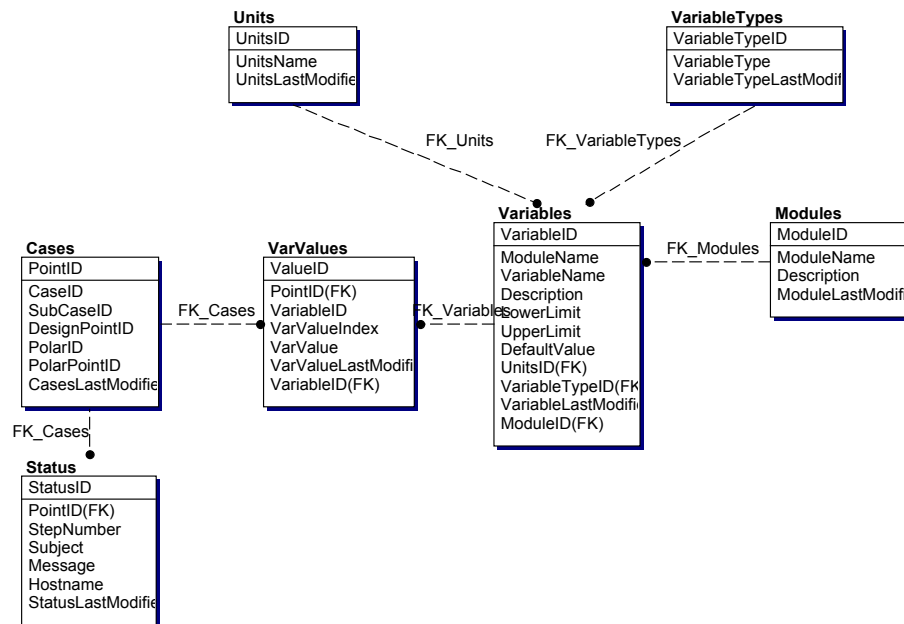 Units
UnitsID
UnitsName
UnitsLastModifie
VariableTypes
VariableTypeID
VariableType
VariableTypeLastModif
FK_Units
FK_VariableTypes
Cases
PointID
CaseID
SubCaseID
DesignPointID
PolarID
PolarPointID
CasesLastModifie
FK_Cases
VarValues
ValueID
PointID(FK)
VariableID
VarValueIndex
VarValue
VarValueLastModif
VariableID(FK)
FK_Variables
Variables
VariableID
ModuleName
VariableName
Description
LowerLimit
UpperLimit
DefaultValue
UnitsID(FK)
VariableTypeID(FK
VariableLastModifie
ModuleID(FK)
FK_Modules
Modules
ModuleID
ModuleName
Description
ModuleLastModifi
FK_Cases
Status
StatusID
PointID(FK)
StepNumber
Subject
Message
Hostname
StatusLastModifie